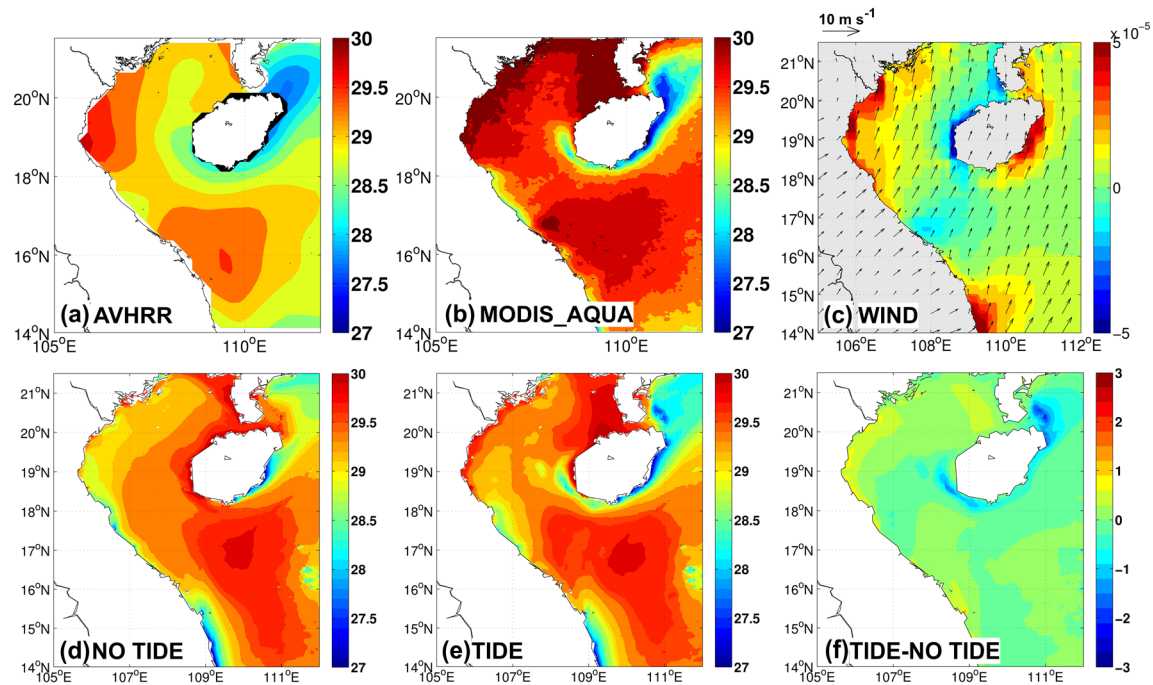 10 m s⁻¹
x 10⁻⁵
20°N
18°N
16°N
14°N
105°E
110°E
30
29.5
29
28.5
28
27.5
27
(a) AVHRR
20°N
18°N
16°N
14°N
105°E
110°E
30
29.5
29
28.5
28
27.5
27
(b) MODIS_AQUA
21°N
20°N
19°N
18°N
17°N
16°N
15°N
14°N
106°E
108°E
110°E
112°E
5
0
−5
(c) WIND
21°N
20°N
19°N
18°N
17°N
16°N
15°N
14°N
105°E
107°E
109°E
111°E
30
29.5
29
28.5
28
27.5
27
(d) NO TIDE
21°N
20°N
19°N
18°N
17°N
16°N
15°N
14°N
105°E
107°E
109°E
111°E
30
29.5
29
28.5
28
27.5
27
(e) TIDE
21°N
20°N
19°N
18°N
17°N
16°N
15°N
14°N
105°E
107°E
109°E
111°E
3
2
1
0
−1
−2
−3
(f) TIDE-NO TIDE